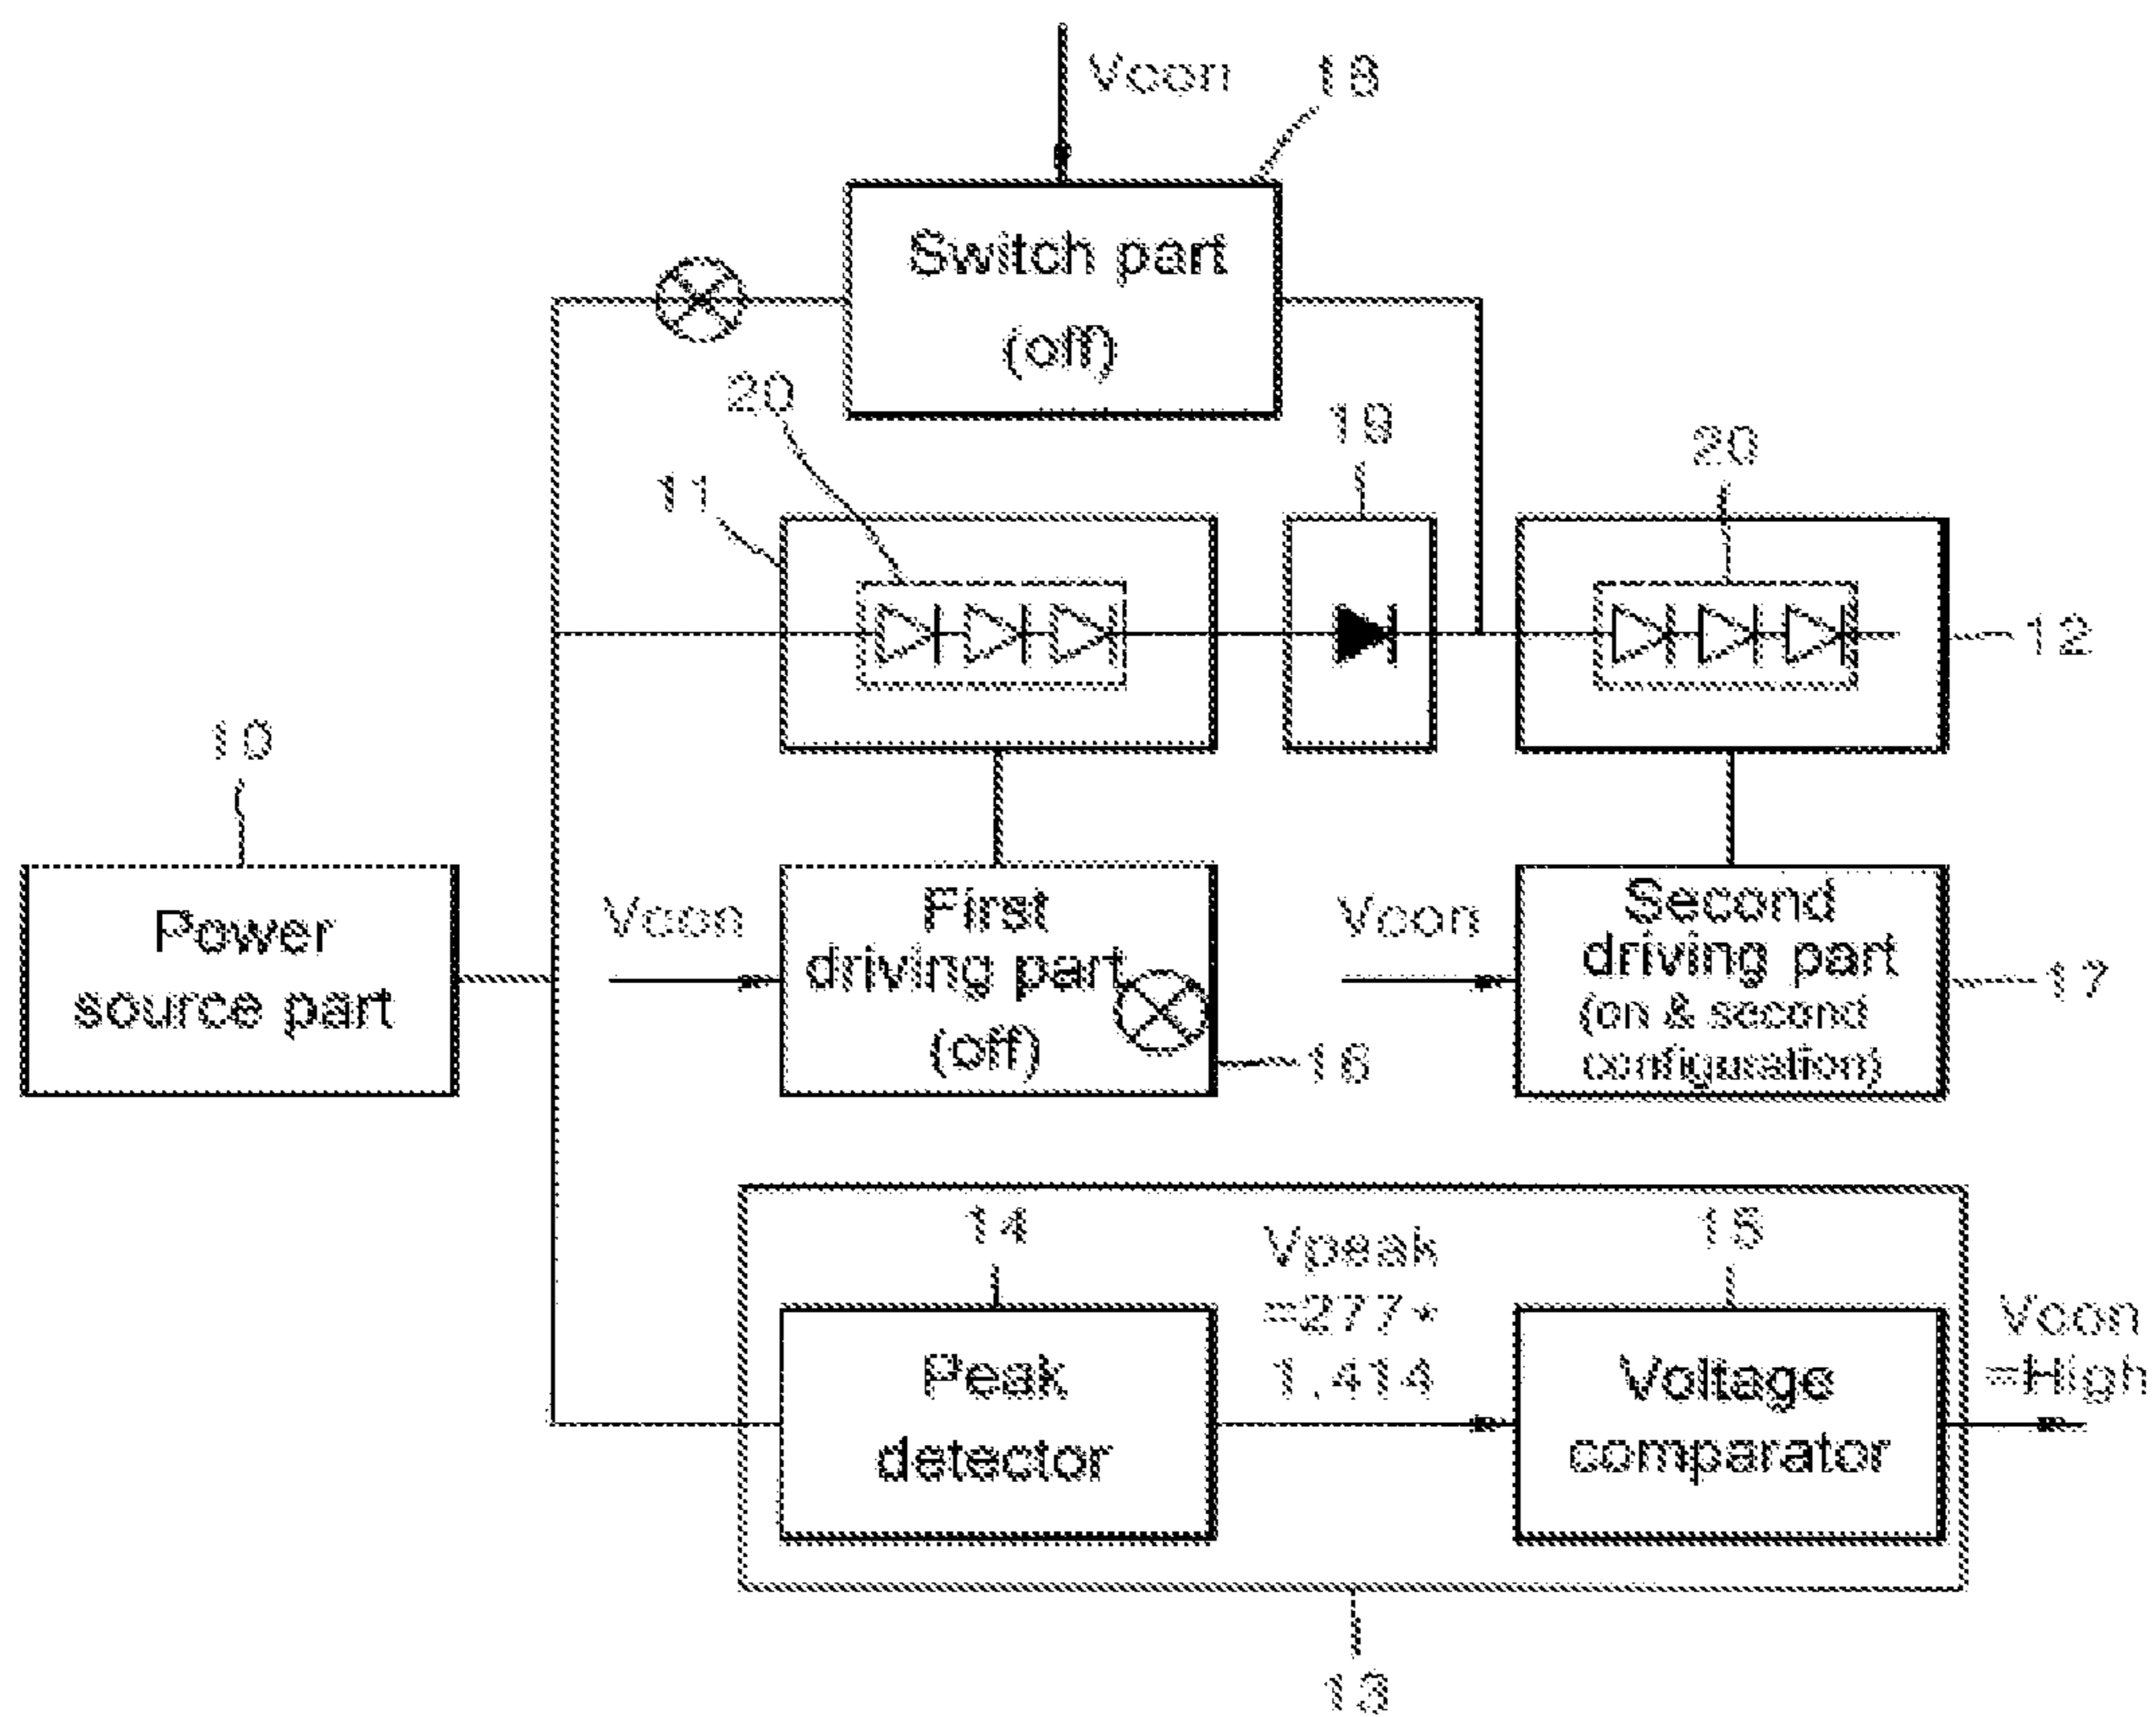 Vcon
18
Switch part
(off)
20
19
20
11
12
10
Power
source part
Vcon
First
driving part
(off)
16
Vcon
Second
driving part
(on & second
configuration)
17
14
Vpeak
=277*
1.414
15
Vcon
=High
Peak
detector
Voltage
comparator
13